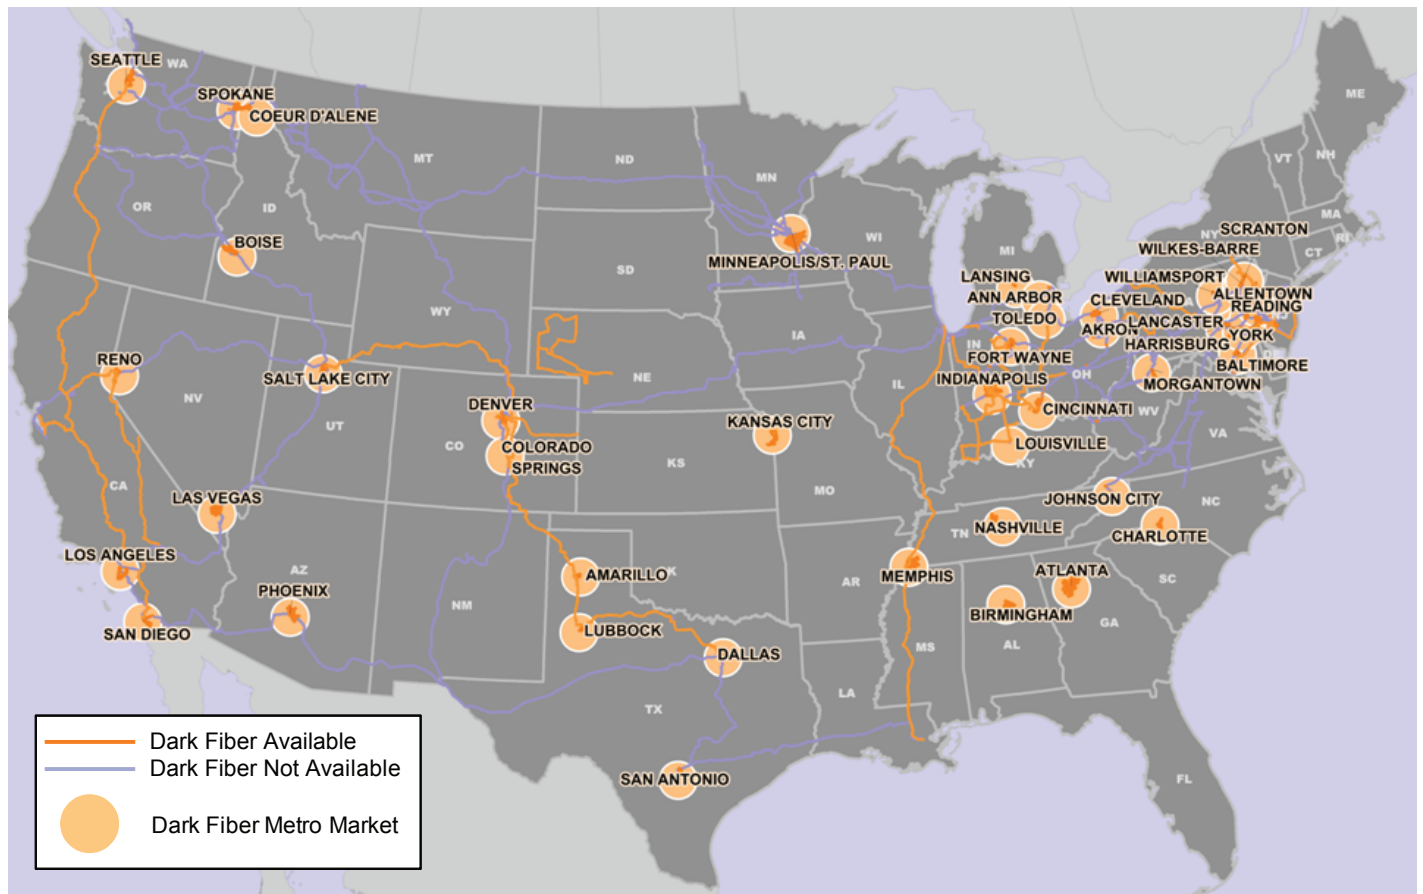 SEATTLE
WA
SPOKANE
COEUR D'ALENE
MT
ND
MN
ME
VT
NH
OR
ID
BOISE
MA
NY
SCRANTON
RI
CT
WI
MI
WILKES-BARRE
MINNEAPOLIS/ST. PAUL
SD
LANSING
WILLIAMSPORT
ANN ARBOR
CLEVELAND
ALLENTOWN
READING
WY
TOLEDO
AKRON
LANCASTER
NJ
IA
IN
YORK
HARRISBURG
RENO
FORT WAYNE
BALTIMORE
SALT LAKE CITY
NE
INDIANAPOLIS
OH
MORGANTOWN
IL
NV
DENVER
CINCINNATI
WV
UT
KANSAS CITY
VA
CO
COLORADO
SPRINGS
LOUISVILLE
KS
KY
CA
MO
LAS VEGAS
JOHNSON CITY
NC
NASHVILLE
TN
CHARLOTTE
LOS ANGELES
AZ
AMARILLO
K
MEMPHIS
ATLANTA
AR
SC
PHOENIX
NM
BIRMINGHAM
GA
SAN DIEGO
LUBBOCK
MS
AL
DALLAS
LA
TX
SAN ANTONIO
FL
Dark Fiber Available
Dark Fiber Not Available
Dark Fiber Metro Market